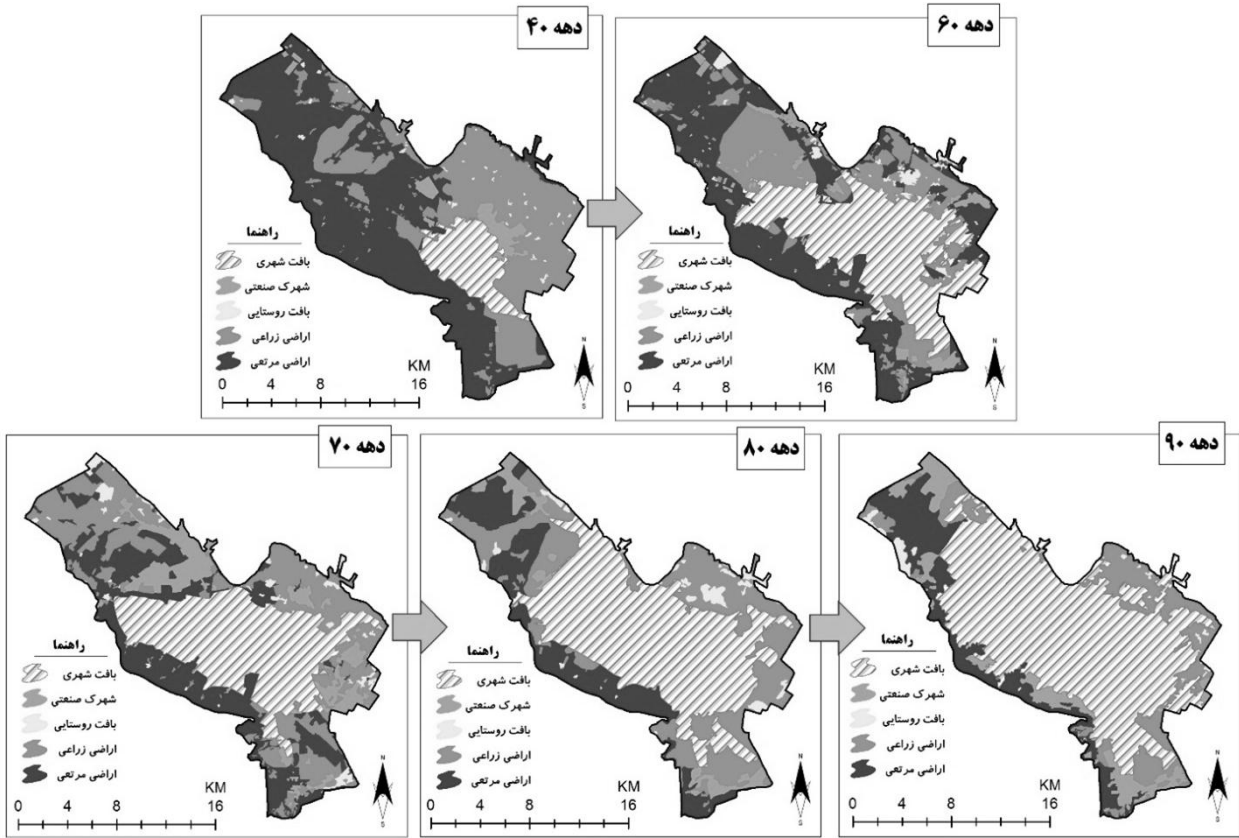 دهه ۴۰
راهنما
بافت شهری
شهرک صنعتی
بافت روستایی
اراضی زراعی
اراضی مرتعی
KM
0 4 8 16
N
S
دهه ۶۰
راهنما
بافت شهری
شهرک صنعتی
بافت روستایی
اراضی زراعی
اراضی مرتعی
KM
0 4 8 16
N
S
دهه ۷۰
راهنما
بافت شهری
شهرک صنعتی
بافت روستایی
اراضی زراعی
اراضی مرتعی
KM
0 4 8 16
N
S
دهه ۸۰
راهنما
بافت شهری
شهرک صنعتی
بافت روستایی
اراضی زراعی
اراضی مرتعی
KM
0 4 8 16
N
S
دهه ۹۰
راهنما
بافت شهری
شهرک صنعتی
بافت روستایی
اراضی زراعی
اراضی مرتعی
KM
0 4 8 16
N
S